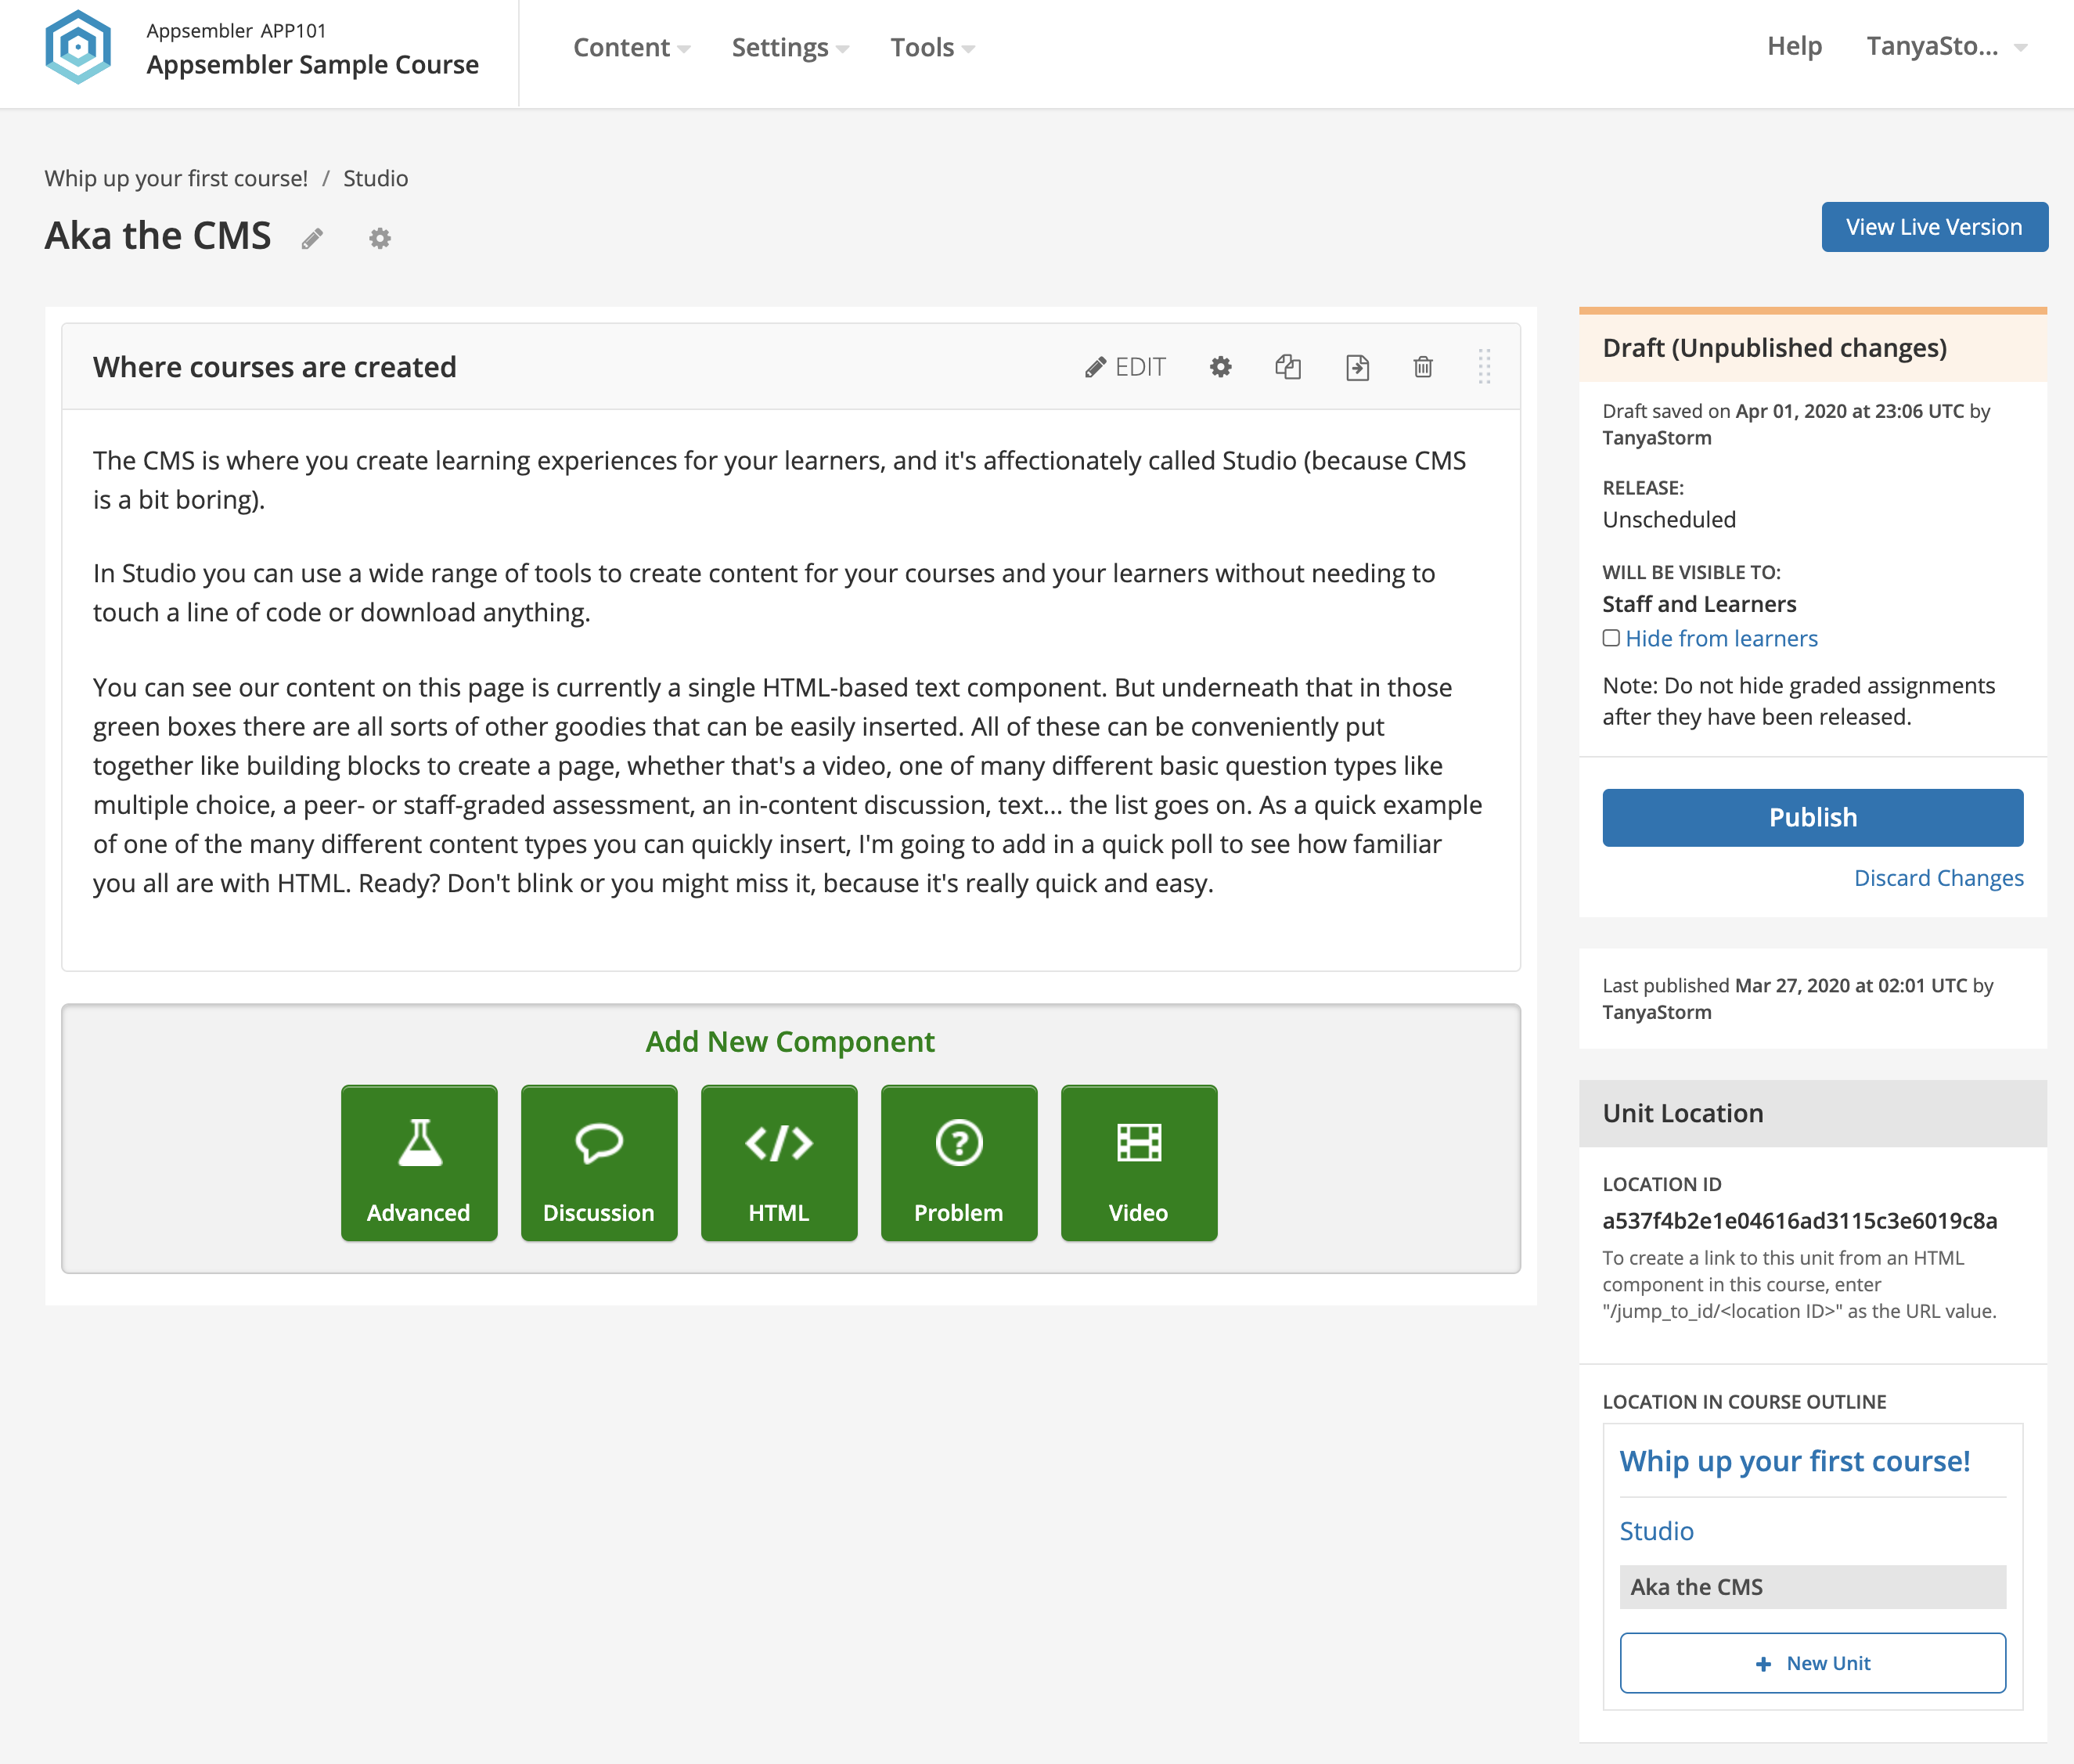 Appsembler APP101
Appsembler Sample Course
Content
Settings
Tools
Help
TanyaSto...
Whip up your first course! / Studio
Aka the CMS
View Live Version
Where courses are created
EDIT
The CMS is where you create learning experiences for your learners, and it's affectionately called Studio (because CMS
is a bit boring).
In Studio you can use a wide range of tools to create content for your courses and your learners without needing to
touch a line of code or download anything.
You can see our content on this page is currently a single HTML-based text component. But underneath that in those
green boxes there are all sorts of other goodies that can be easily inserted. All of these can be conveniently put
together like building blocks to create a page, whether that's a video, one of many different basic question types like
multiple choice, a peer- or staff-graded assessment, an in-content discussion, text... the list goes on. As a quick example
of one of the many different content types you can quickly insert, I'm going to add in a quick poll to see how familiar
you all are with HTML. Ready? Don't blink or you might miss it, because it's really quick and easy.
Add New Component
Advanced
Discussion
HTML
Problem
Video
Draft (Unpublished changes)
Draft saved on Apr 01, 2020 at 23:06 UTC by
TanyaStorm
RELEASE:
Unscheduled
WILL BE VISIBLE TO:
Staff and Learners
Hide from learners
Note: Do not hide graded assignments
after they have been released.
Publish
Discard Changes
Last published Mar 27, 2020 at 02:01 UTC by
TanyaStorm
Unit Location
LOCATION ID
a537f4b2e1e04616ad3115c3e6019c8a
To create a link to this unit from an HTML
component in this course, enter
"/jump_to_id/<location ID>" as the URL value.
LOCATION IN COURSE OUTLINE
Whip up your first course!
Studio
Aka the CMS
+ New Unit